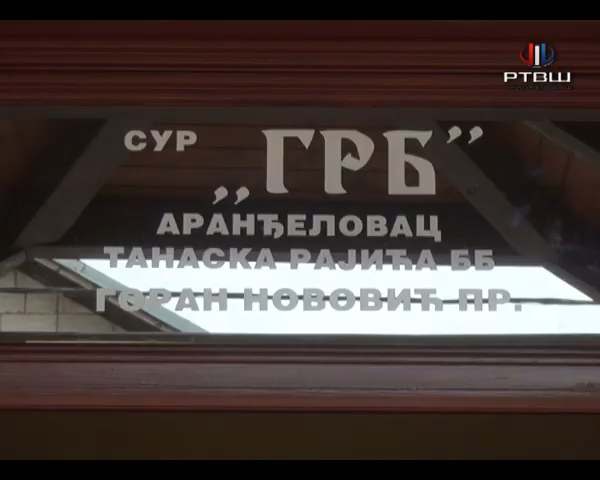 РТВШ
СУР „ГРБ”
АРАНЂЕЛОВАЦ
ТАНАСКА РАЈИЋА ББ
ГОРАН НОВОВИЋ ПР.